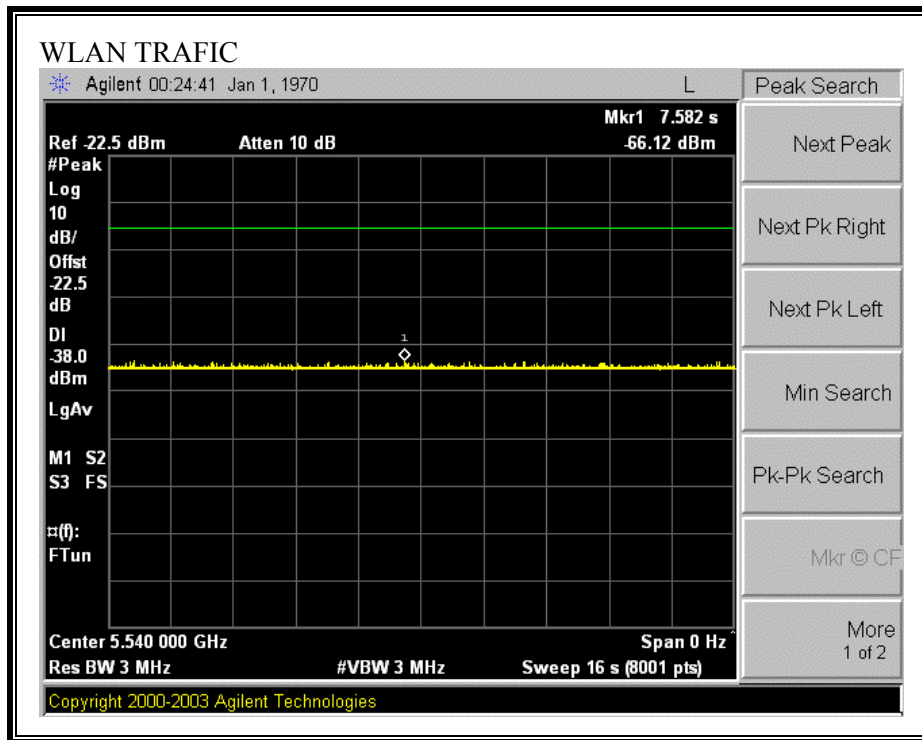 WLAN TRAFIC
Agilent 00:24:41 Jan 1, 1970 L
Peak Search
Mkr1 7.582 s
Ref -22.5 dBm Atten 10 dB -66.12 dBm
#Peak
Log
10
dB/
Offst
-22.5
dB
DI
-38.0
dBm
LgAv
M1 S2
S3 FS
¤(f):
FTun
1
Center 5.540 000 GHz Span 0 Hz ^
Res BW 3 MHz #VBW 3 MHz Sweep 16 s (8001 pts)
Copyright 2000-2003 Agilent Technologies
Next Peak
Next Pk Right
Next Pk Left
Min Search
Pk-Pk Search
Mkr © CF
More
1 of 2